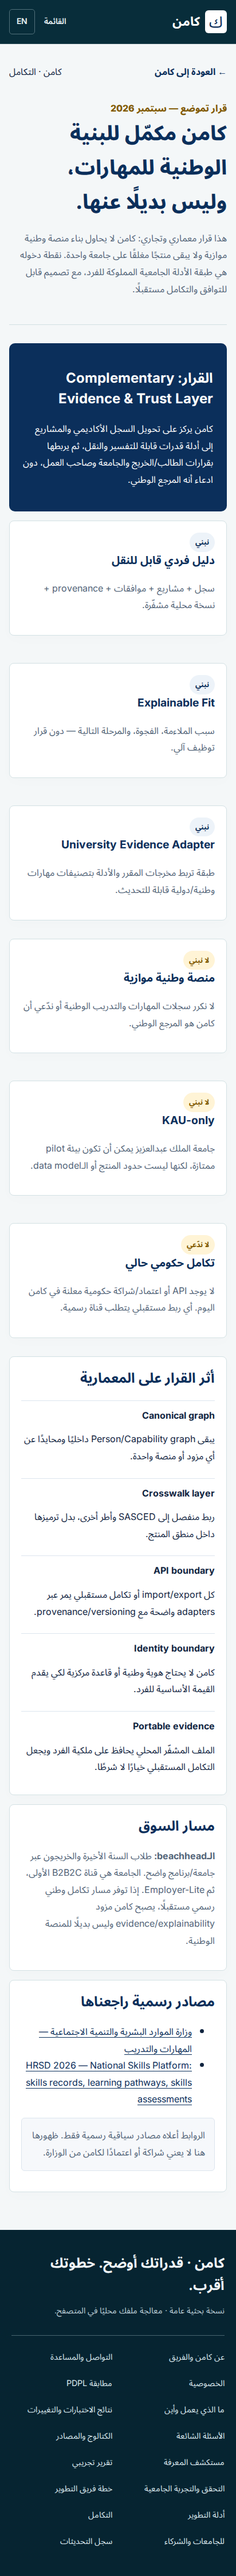 ك كامن
القائمة
EN
← العودة إلى كامن
كامن · التكامل
قرار تموضع — سبتمبر 2026
كامن مكمّل للبنية
الوطنية للمهارات،
وليس بديلًا عنها.
هذا قرار معماري وتجاري: كامن لا يحاول بناء منصة وطنية
موازية ولا يبقى منتجًا مغلقًا على جامعة واحدة. نقطة دخوله
هي طبقة الأدلة الجامعية المملوكة للفرد، مع تصميم قابل
للتوافق والتكامل مستقبلًا.
القرار: Complementary
Evidence & Trust Layer
كامن يركز على تحويل السجل الأكاديمي والمشاريع
إلى أدلة قدرات قابلة للتفسير والنقل، ثم يربطها
بقرارات الطالب/الخريج والجامعة وصاحب العمل، دون
ادعاء أنه المرجع الوطني.
نبني
دليل فردي قابل للنقل
سجل + مشاريع + موافقات + provenance +
نسخة محلية مشفّرة.
نبني
Explainable Fit
سبب الملاءمة، الفجوة، والمرحلة التالية — دون قرار
توظيف آلي.
نبني
University Evidence Adapter
طبقة تربط مخرجات المقرر والأدلة بتصنيفات مهارات
وطنية/دولية قابلة للتحديث.
لا نبني
منصة وطنية موازية
لا نكرر سجلات المهارات والتدريب الوطنية أو ندّعي أن
كامن هو المرجع الوطني.
لا نبني
KAU-only
جامعة الملك عبدالعزيز يمكن أن تكون بيئة pilot
ممتازة، لكنها ليست حدود المنتج أو الـdata model.
لا ندّعي
تكامل حكومي حالي
لا يوجد API أو اعتماد/شراكة حكومية معلنة في كامن
اليوم. أي ربط مستقبلي يتطلب قناة رسمية.
أثر القرار على المعمارية
Canonical graph
يبقى Person/Capability graph داخليًا ومحايدًا عن
أي مزود أو منصة واحدة.
Crosswalk layer
ربط منفصل إلى SASCED وأطر أخرى، بدل ترميزها
داخل منطق المنتج.
API boundary
كل import/export أو تكامل مستقبلي يمر عبر
adapters واضحة مع provenance/versioning.
Identity boundary
كامن لا يحتاج هوية وطنية أو قاعدة مركزية لكي يقدم
القيمة الأساسية للفرد.
Portable evidence
الملف المشفّر المحلي يحافظ على ملكية الفرد ويجعل
التكامل المستقبلي خيارًا لا شرطًا.
مسار السوق
الـbeachhead: طلاب السنة الأخيرة والخريجون عبر
جامعة/برنامج واضح. الجامعة هي قناة B2B2C الأولى،
ثم Employer-Lite. إذا توفر مسار تكامل وطني
رسمي مستقبلًا، يصبح كامن مزود
evidence/explainability وليس بديلًا للمنصة
الوطنية.
مصادر رسمية راجعناها
وزارة الموارد البشرية والتنمية الاجتماعية —
المهارات والتدريب
HRSD 2026 — National Skills Platform:
skills records, learning pathways, skills
assessments
الروابط أعلاه مصادر سياقية رسمية فقط. ظهورها
هنا لا يعني شراكة أو اعتمادًا لكامن من الوزارة.
كامن · قدراتك أوضح. خطوتك
أقرب.
نسخة بحثية عامة · معالجة ملفك محليًا في المتصفح.
عن كامن والفريق
التواصل والمساعدة
الخصوصية
مطابقة PDPL
ما الذي يعمل وأين
نتائج الاختبارات والتغييرات
الأسئلة الشائعة
الكتالوج والمصادر
مستكشف المعرفة
تقرير تجريبي
التحقق والتجربة الجامعية
خطة فريق التطوير
أدلة التطوير
التكامل
للجامعات والشركاء
سجل التحديثات